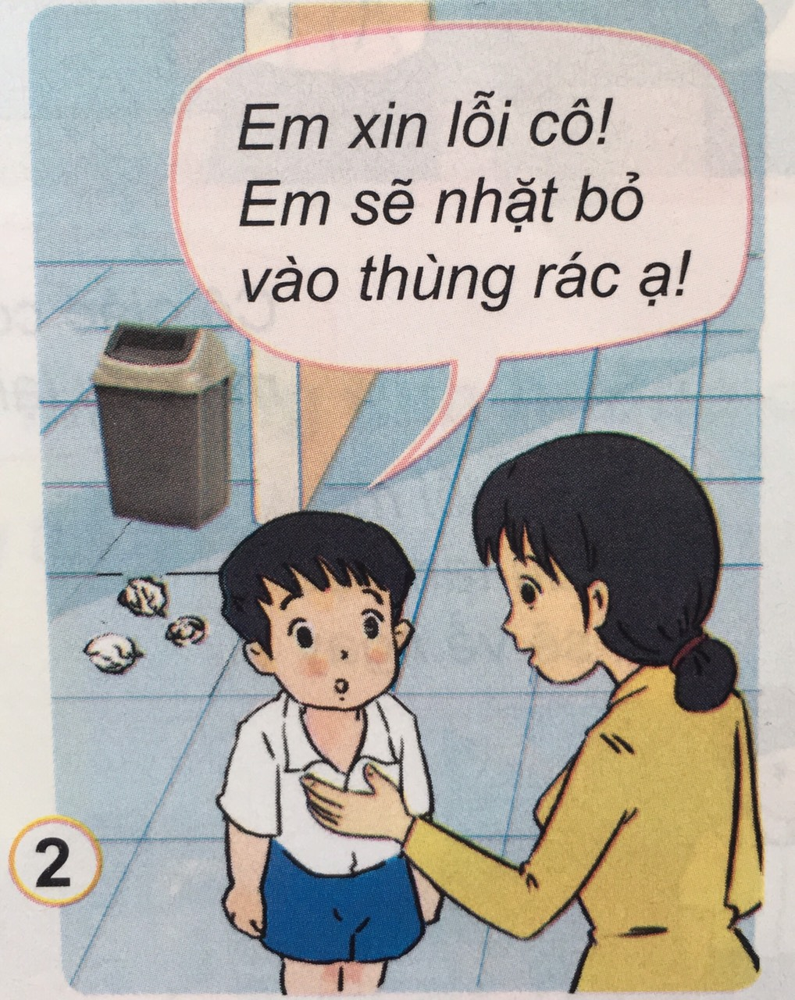 Em xin lỗi cô!
Em sẽ nhặt bỏ
vào thùng rác ạ!
2